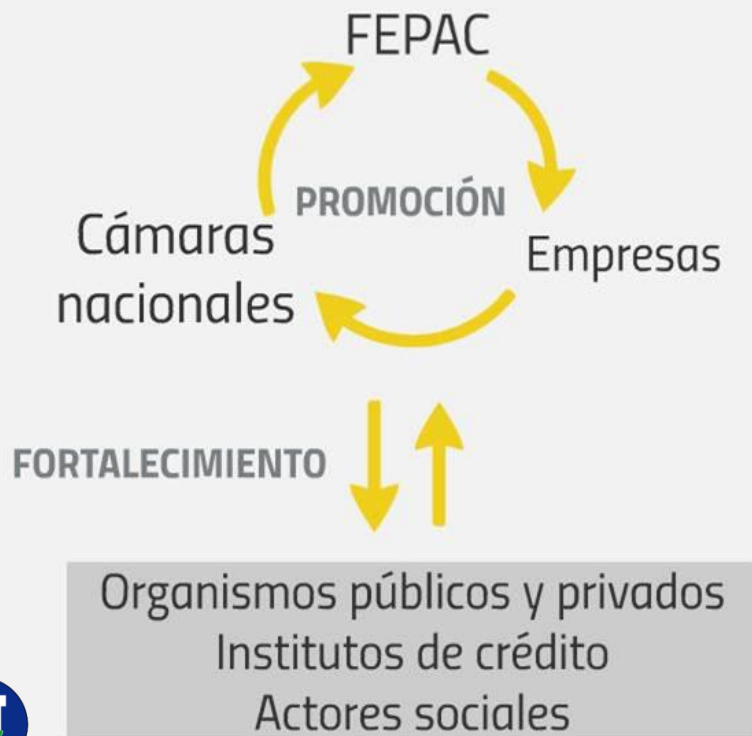 FEPAC
PROMOCIÓN
Cámaras
nacionales
Empresas
FORTALECIMIENTO
Organismos públicos y privados
Institutos de crédito
Actores sociales